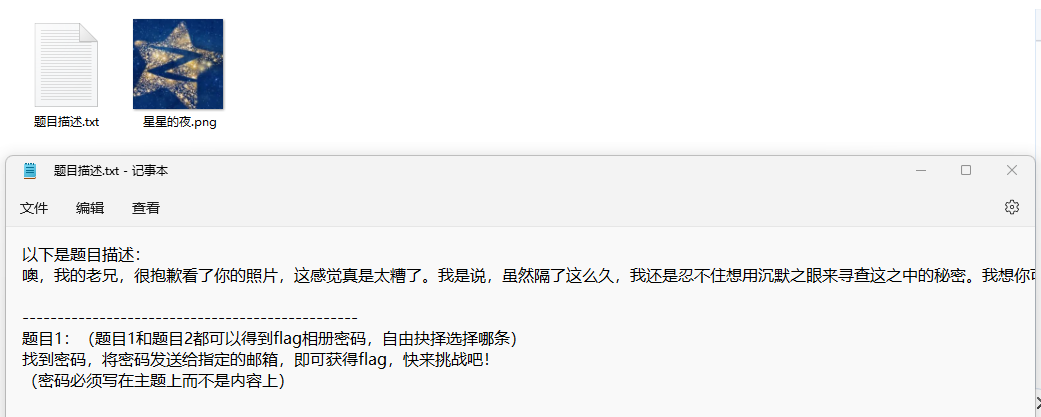 题目描述.txt
星星的夜.png
题目描述.txt - 记事本
文件 编辑 查看
以下是题目描述:
噢，我的老兄，很抱歉看了你的照片，这感觉真是太糟了。我是说，虽然隔了这么久，我还是忍不住想用沉默之眼来寻查这之中的秘密。我想你
------------------------------------------------
题目1：（题目1和题目2都可以得到flag相册密码，自由抉择选择哪条）
找到密码，将密码发送给指定的邮箱，即可获得flag，快来挑战吧！
（密码必须写在主题上而不是内容上）